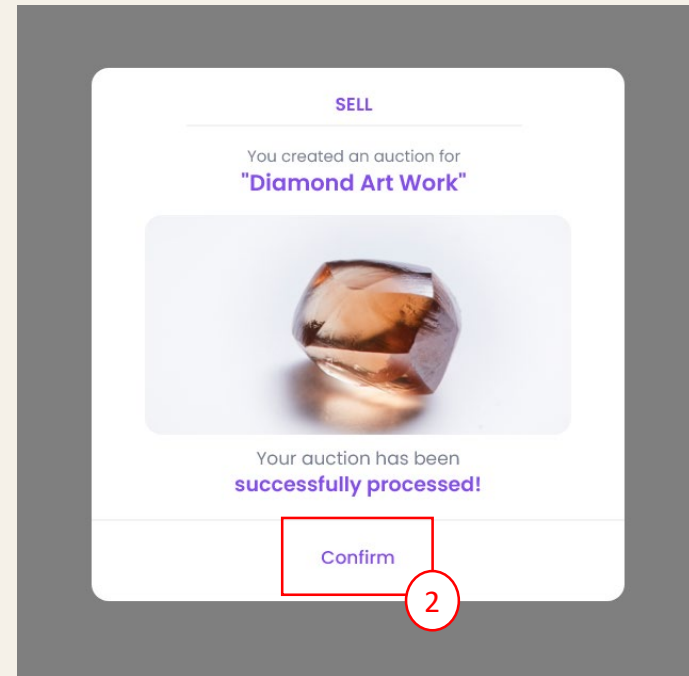 SELL
You created an auction for
"Diamond Art Work"
Your auction has been
successfully processed!
Confirm
2